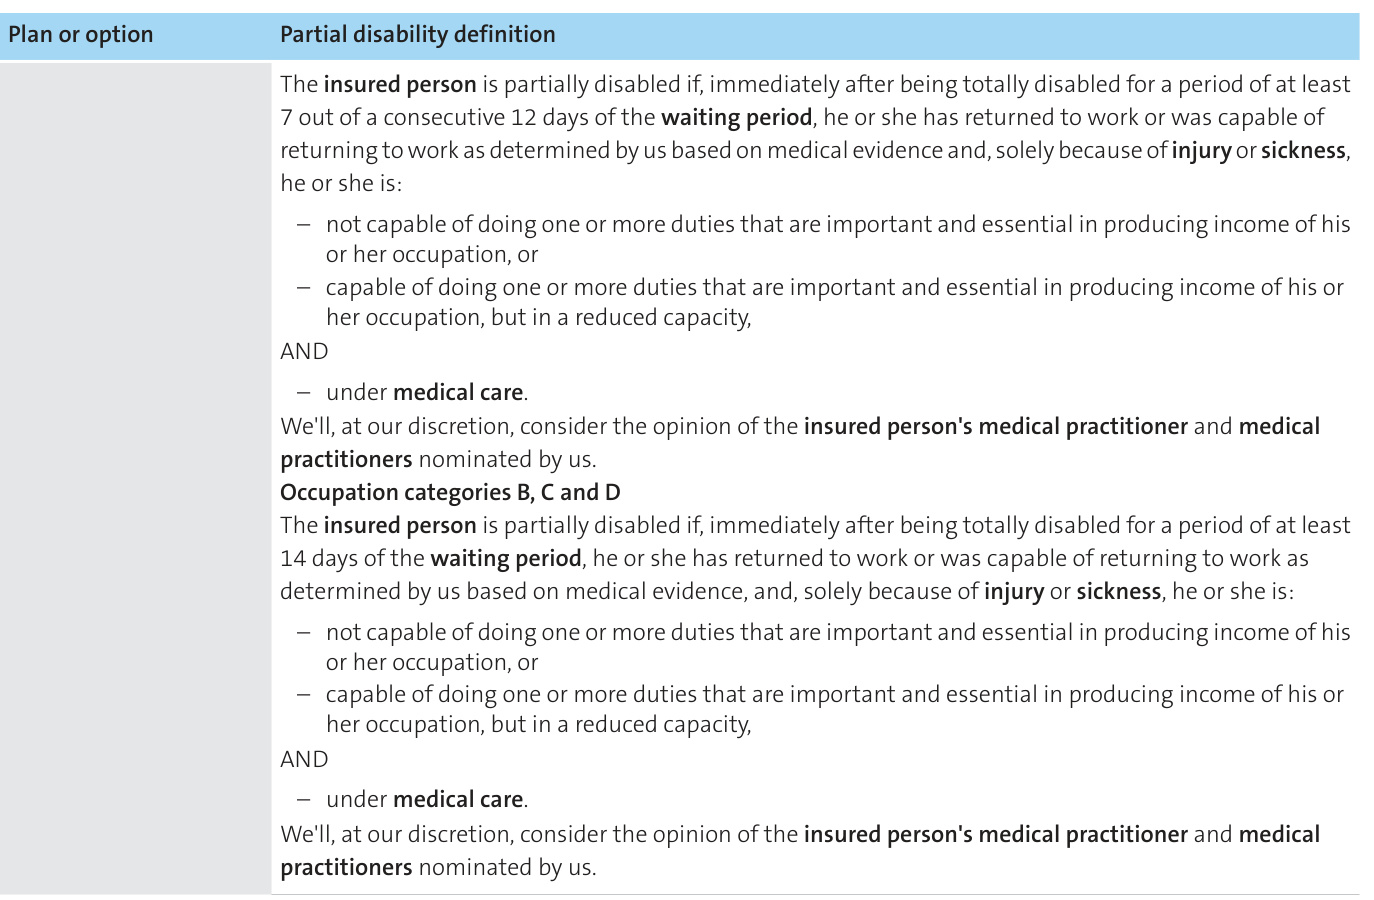 Plan or option
Partial disability definition
The insured person is partially disabled if, immediately after being totally disabled for a period of at least
7 out of a consecutive 12 days of the waiting period, he or she has returned to work or was capable of
returning to work as determined by us based on medical evidence and, solely because of injury or sickness,
he or she is:
– not capable of doing one or more duties that are important and essential in producing income of his
or her occupation, or
– capable of doing one or more duties that are important and essential in producing income of his or
her occupation, but in a reduced capacity,
AND
– under medical care.
We'll, at our discretion, consider the opinion of the insured person's medical practitioner and medical
practitioners nominated by us.
Occupation categories B, C and D
The insured person is partially disabled if, immediately after being totally disabled for a period of at least
14 days of the waiting period, he or she has returned to work or was capable of returning to work as
determined by us based on medical evidence, and, solely because of injury or sickness, he or she is:
– not capable of doing one or more duties that are important and essential in producing income of his
or her occupation, or
– capable of doing one or more duties that are important and essential in producing income of his or
her occupation, but in a reduced capacity,
AND
– under medical care.
We'll, at our discretion, consider the opinion of the insured person's medical practitioner and medical
practitioners nominated by us.